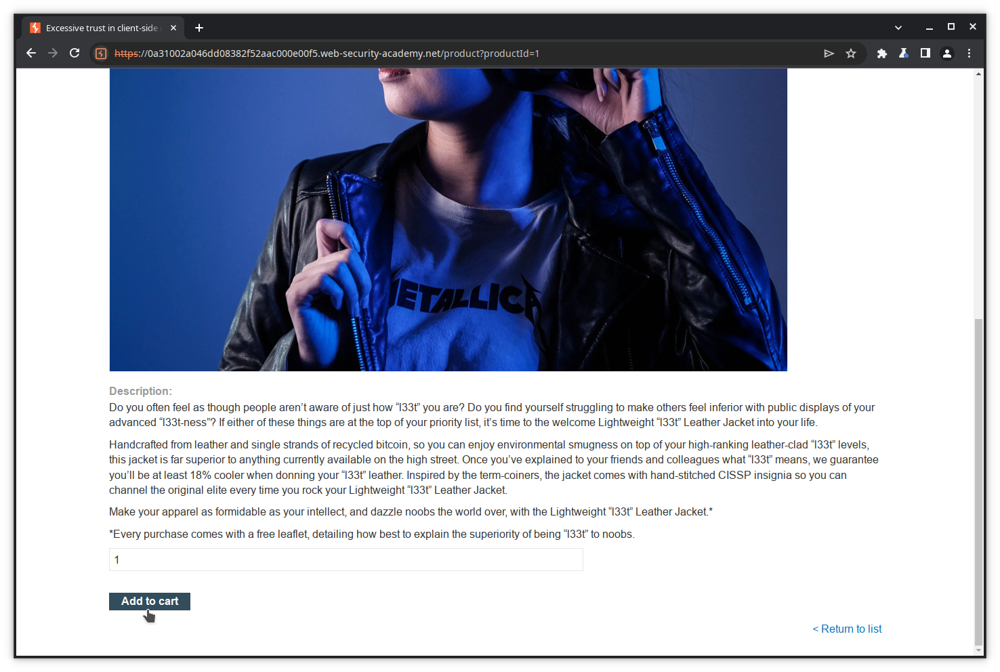 Excessive trust in client-side
https://0a31002a046dd08382f52aac000e00f5.web-security-academy.net/product?productId=1
METALLICA
Description:
Do you often feel as though people aren’t aware of just how “l33t” you are? Do you find yourself struggling to make others feel inferior with public displays of your
advanced “l33t-ness”? If either of these things are at the top of your priority list, it’s time to the welcome Lightweight “l33t” Leather Jacket into your life.
Handcrafted from leather and single strands of recycled bitcoin, so you can enjoy environmental smugness on top of your high-ranking leather-clad “l33t” levels,
this jacket is far superior to anything currently available on the high street. Once you’ve explained to your friends and colleagues what “l33t” means, we guarantee
you’ll be at least 18% cooler when donning your “l33t” leather. Inspired by the term-coiners, the jacket comes with hand-stitched CISSP insignia so you can
channel the original elite every time you rock your Lightweight “l33t” Leather Jacket.
Make your apparel as formidable as your intellect, and dazzle noobs the world over, with the Lightweight “l33t” Leather Jacket.*
*Every purchase comes with a free leaflet, detailing how best to explain the superiority of being “l33t” to noobs.
1
Add to cart
< Return to list